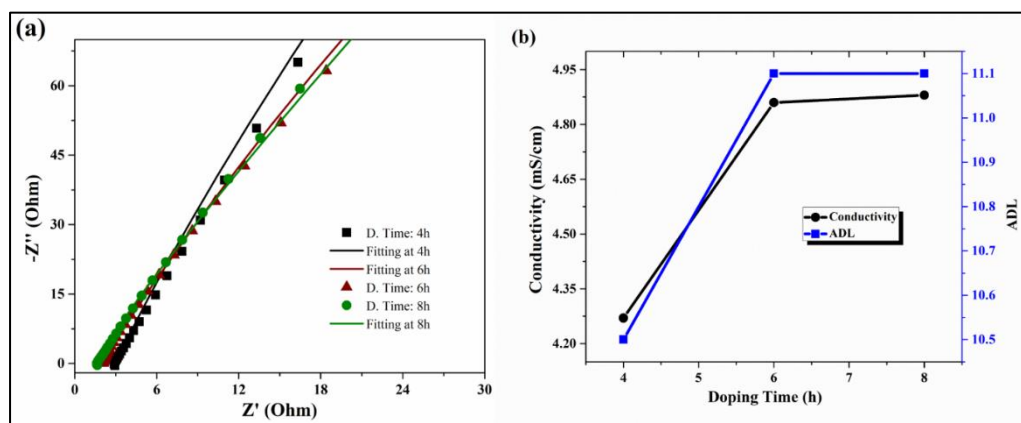 (a)
60
45
30
15
0
-Z'' (Ohm)
0
6
12
18
24
30
Z' (Ohm)
D. Time: 4h
Fitting at 4h
Fitting at 6h
D. Time: 6h
D. Time: 8h
Fitting at 8h
(b)
4.95
4.80
4.65
4.50
4.35
4.20
Conductivity (mS/cm)
4
5
6
7
8
Doping Time (h)
Conductivity
ADL
11.1
11.0
10.9
10.8
10.7
10.6
10.5
ADL